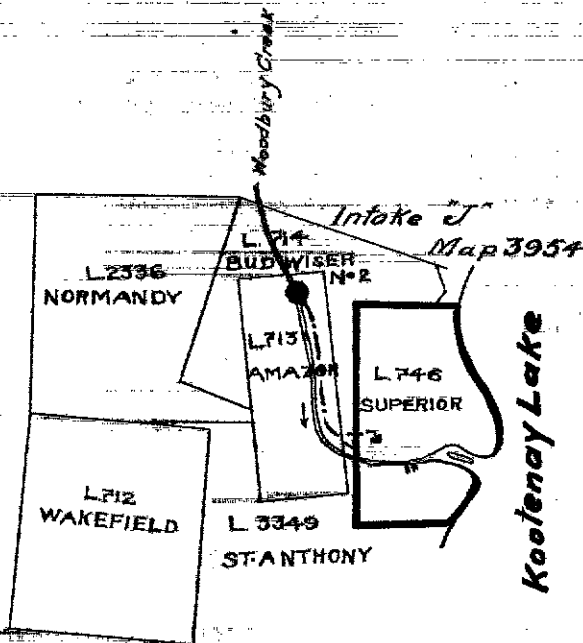 Woodbury Creek
Intake "J"
Map 3954
L.714
BUDWISER
Nº2
L.2336
NORMANDY
L.713
AMAZON
L.746
SUPERIOR
Kootenay Lake
L.712
WAKEFIELD
L.3349
ST. ANTHONY